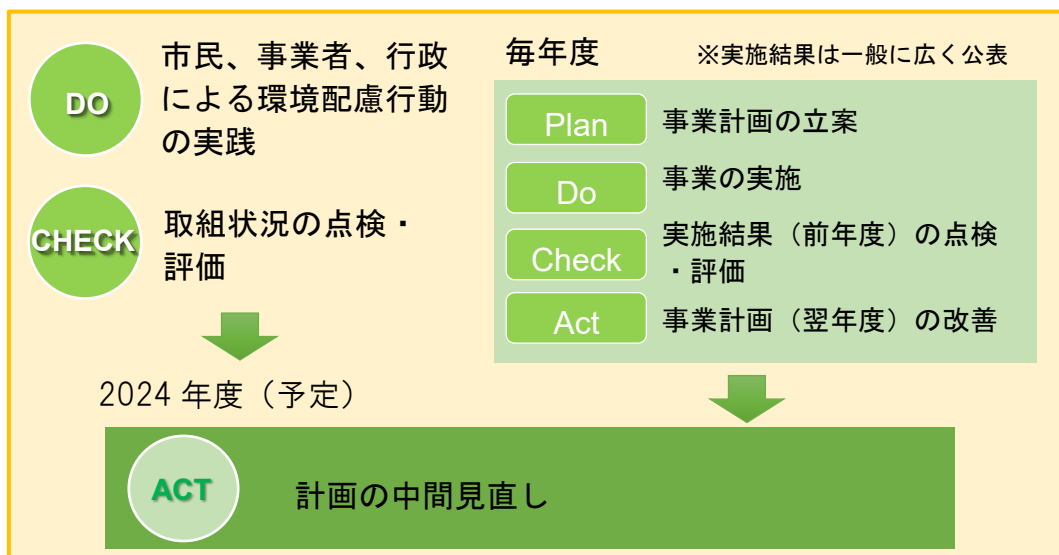 DO
市民、事業者、行政
による環境配慮行動
の実践
CHECK
取組状況の点検・
評価
毎年度
※実施結果は一般に広く公表
Plan
事業計画の立案
Do
事業の実施
Check
実施結果（前年度）の点検
・評価
Act
事業計画（翌年度）の改善
2024 年度（予定）
ACT
計画の中間見直し